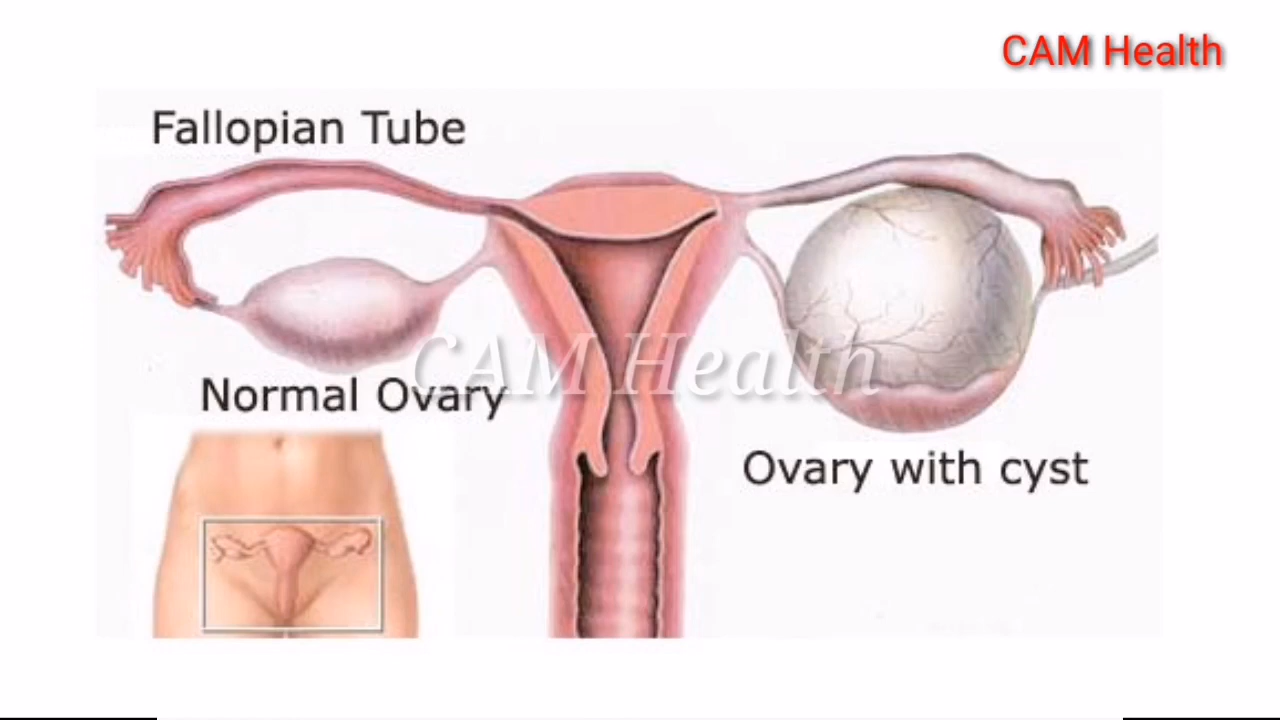 CAM Health
Fallopian Tube
CAM Health
Normal Ovary
Ovary with cyst